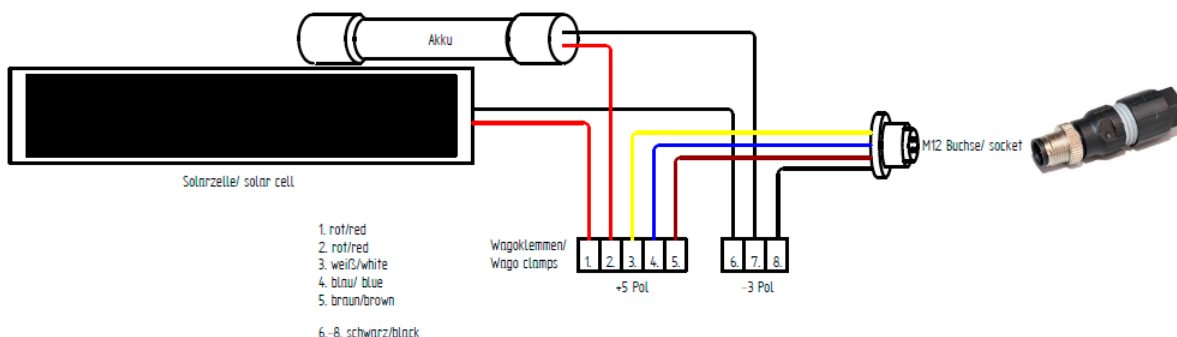 Akku
Solarzelle/ solar cell
M12 Buchse/ socket
1. rot/red
2. rot/red
3. weiß/white
4. blau/ blue
5. braun/brown
6.-8. schwarz/black
Wagoklemmen/
Wago clamps
1. 2. 3. 4. 5.
6. 7. 8.
+5 Pol
-3 Pol